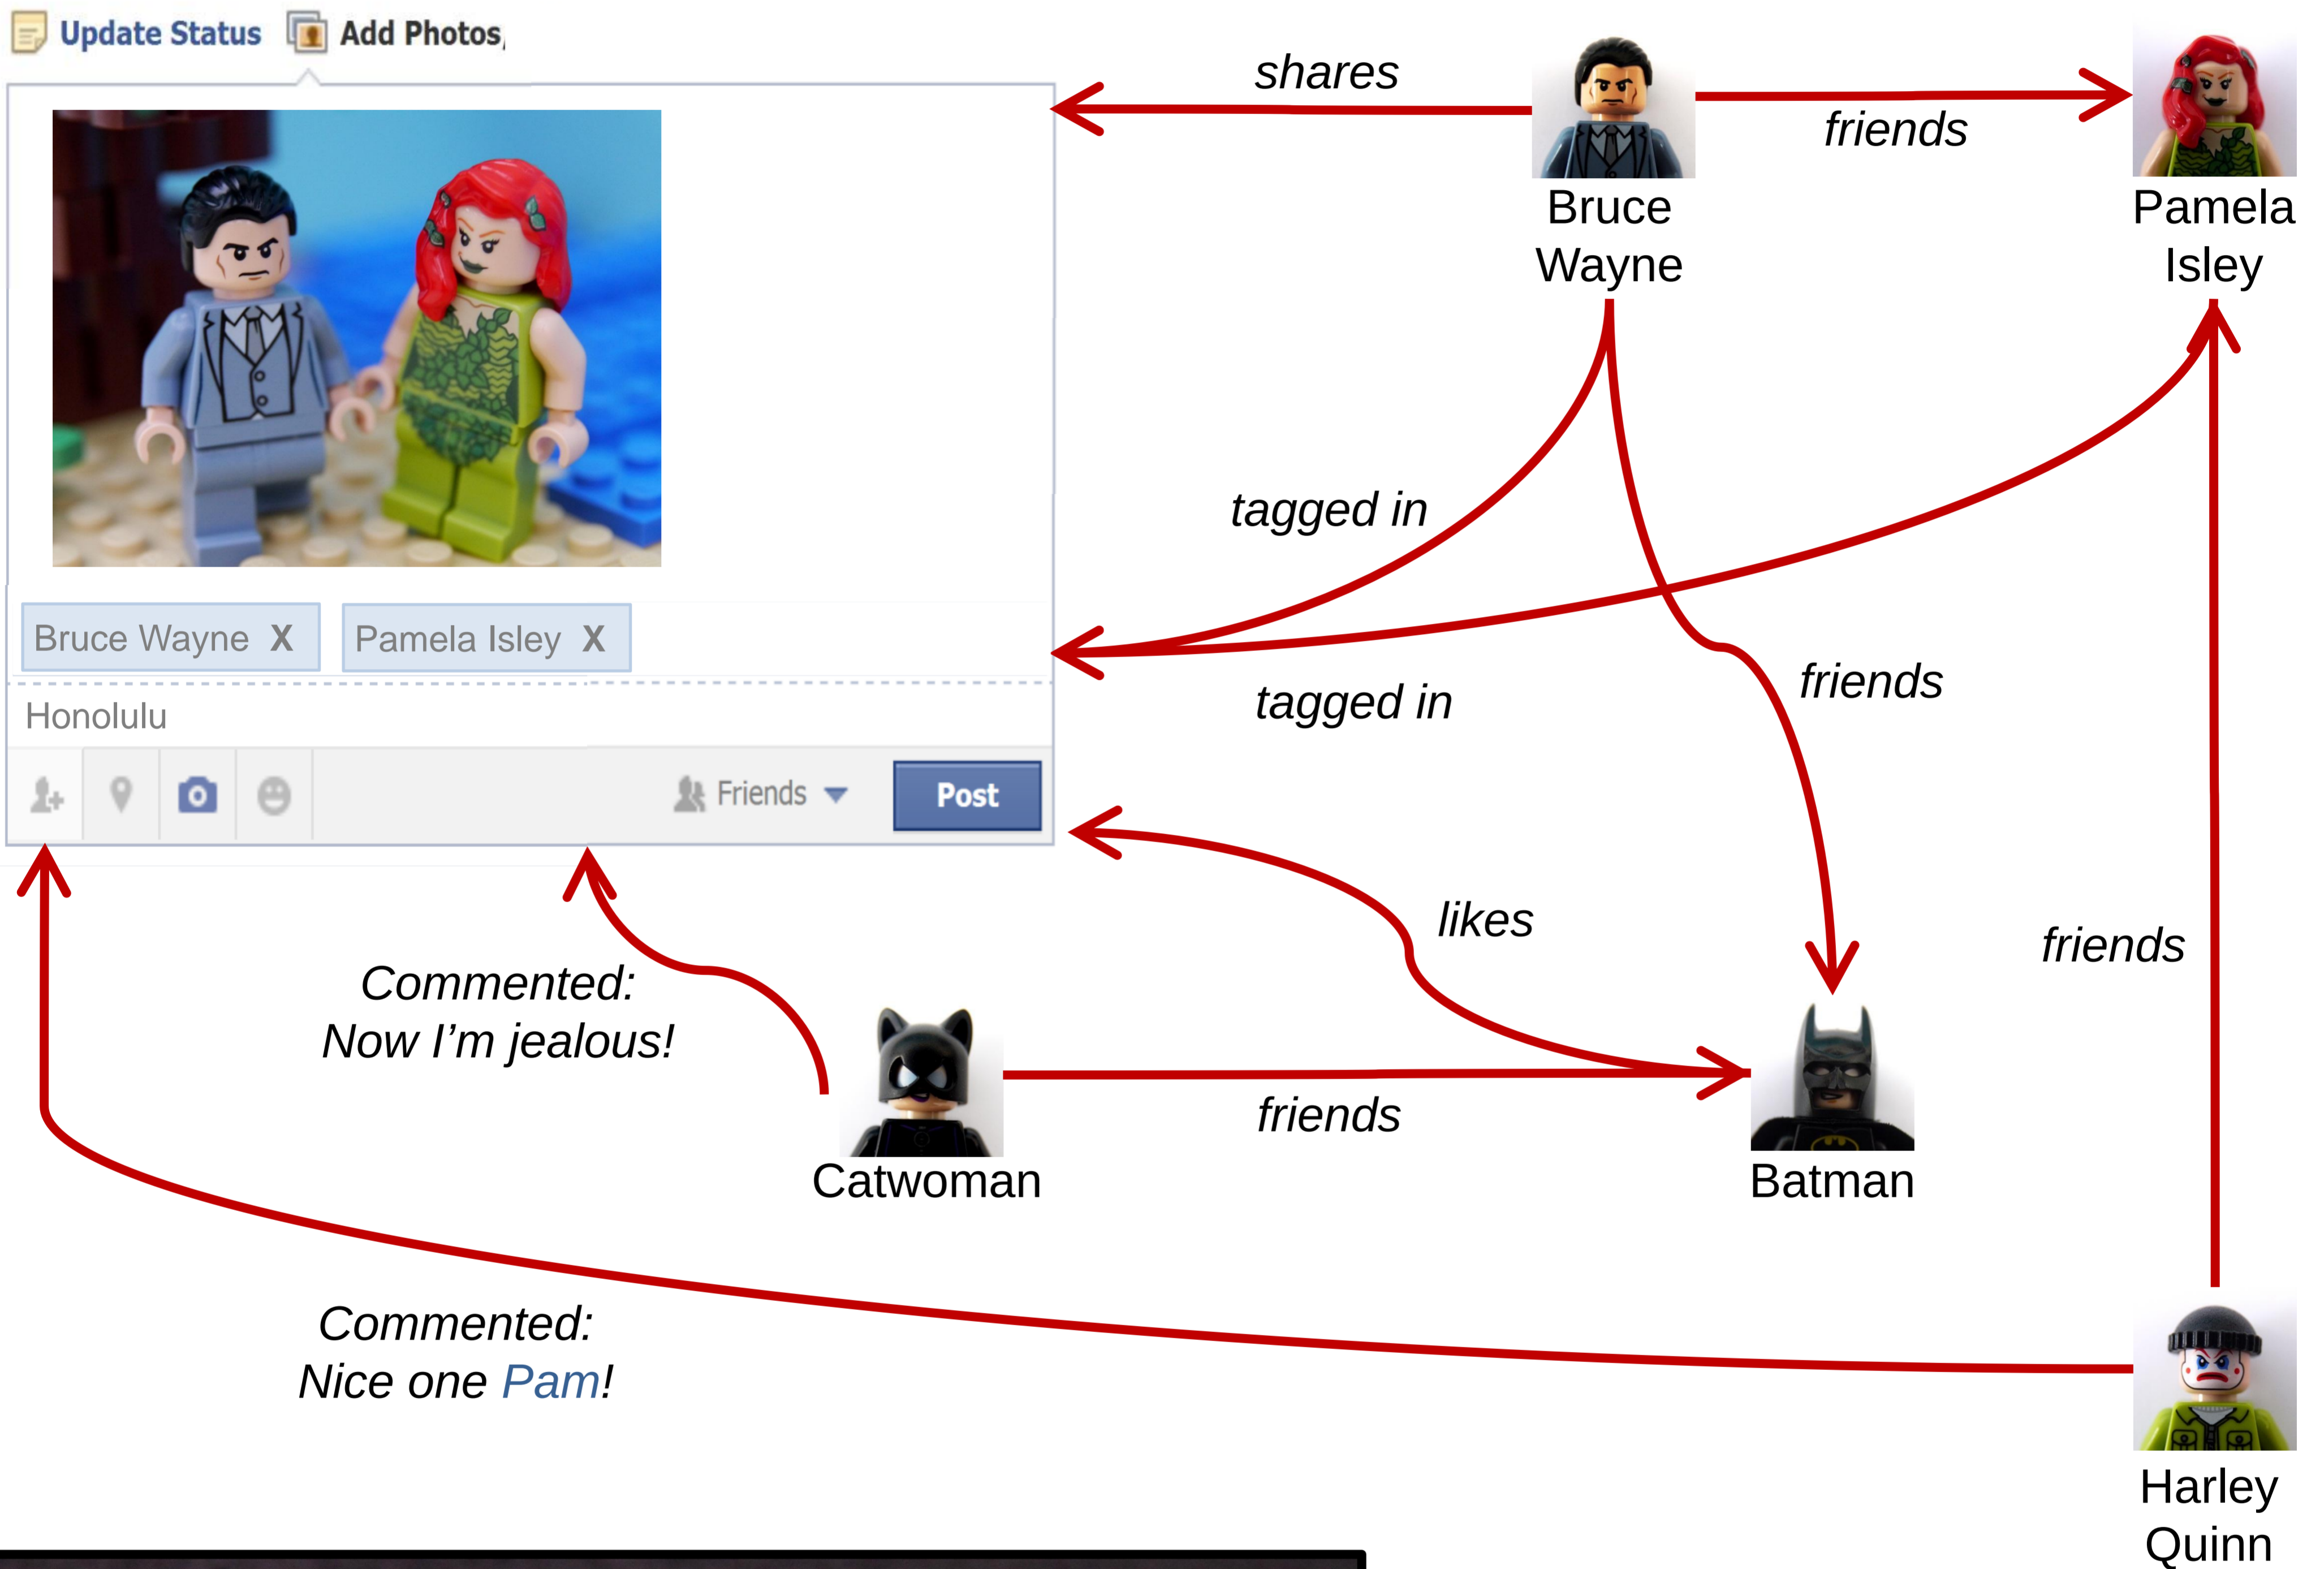 Update Status Add Photos
shares
friends
Bruce
Wayne
Pamela
Isley
tagged in
Bruce Wayne X Pamela Isley X
tagged in
friends
Honolulu
Friends Post
likes
friends
Commented:
Now I’m jealous!
friends
Catwoman
Batman
Commented:
Nice one Pam!
Harley
Quinn